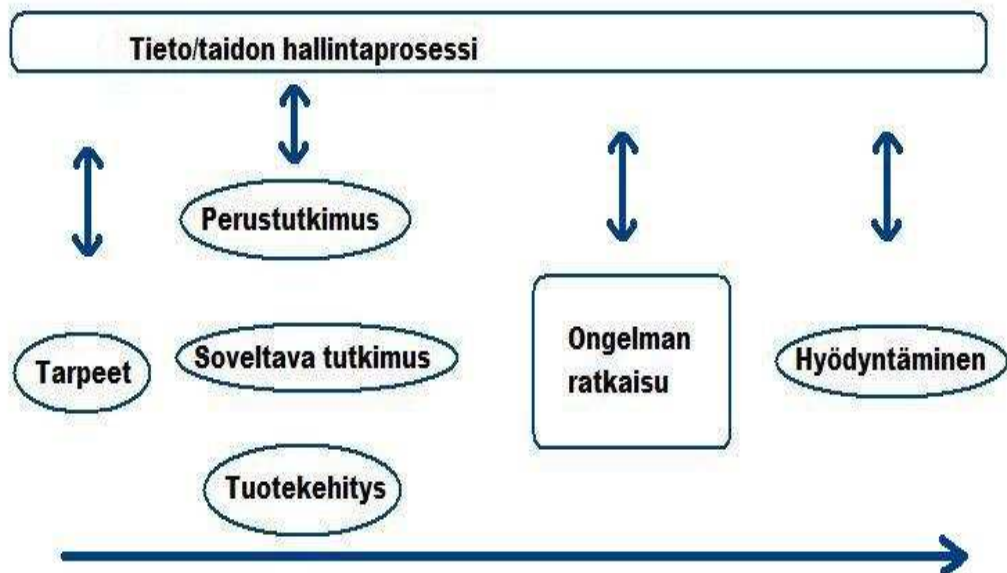 Tieto/taidon hallintaprosessi
Perustutkimus
Tarpeet
Soveltava tutkimus
Tuotekehitys
Ongelman
ratkaisu
Hyödyntäminen